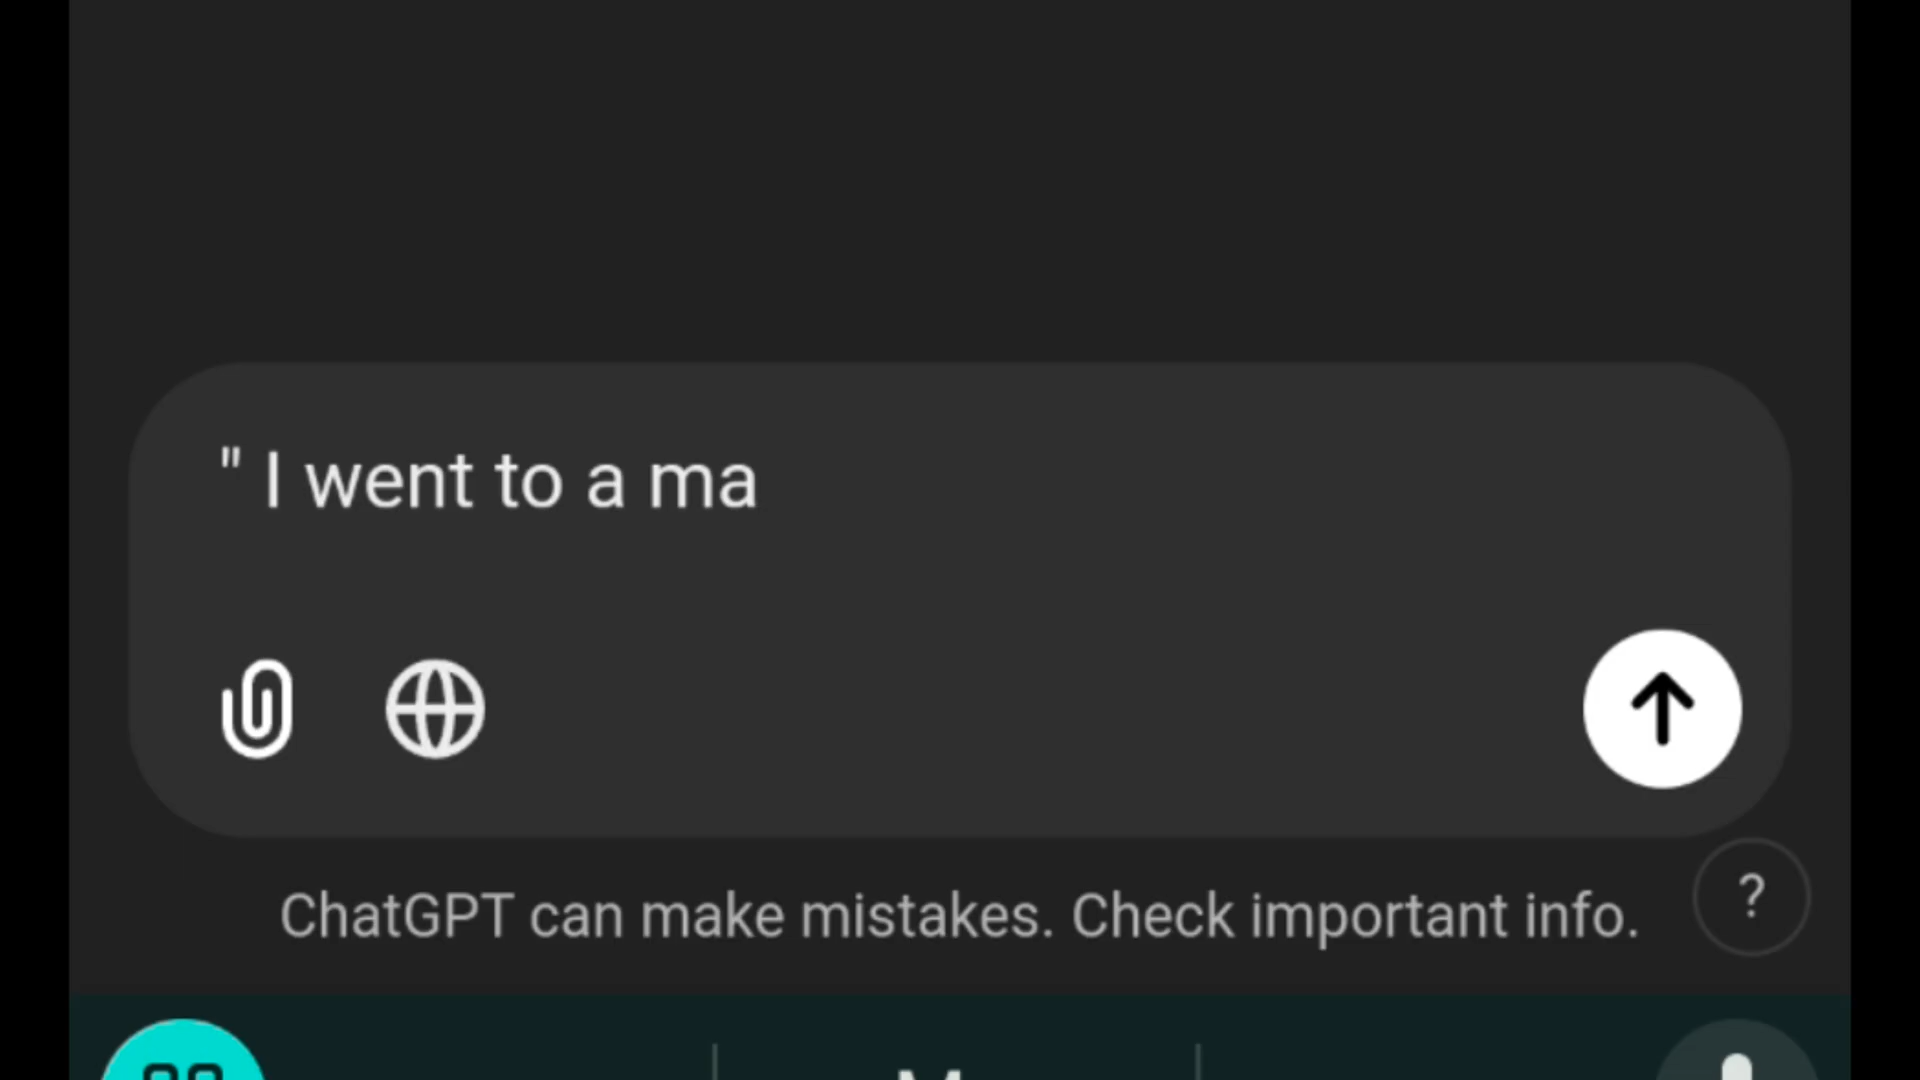 " I went to a ma
ChatGPT can make mistakes. Check important info.
?